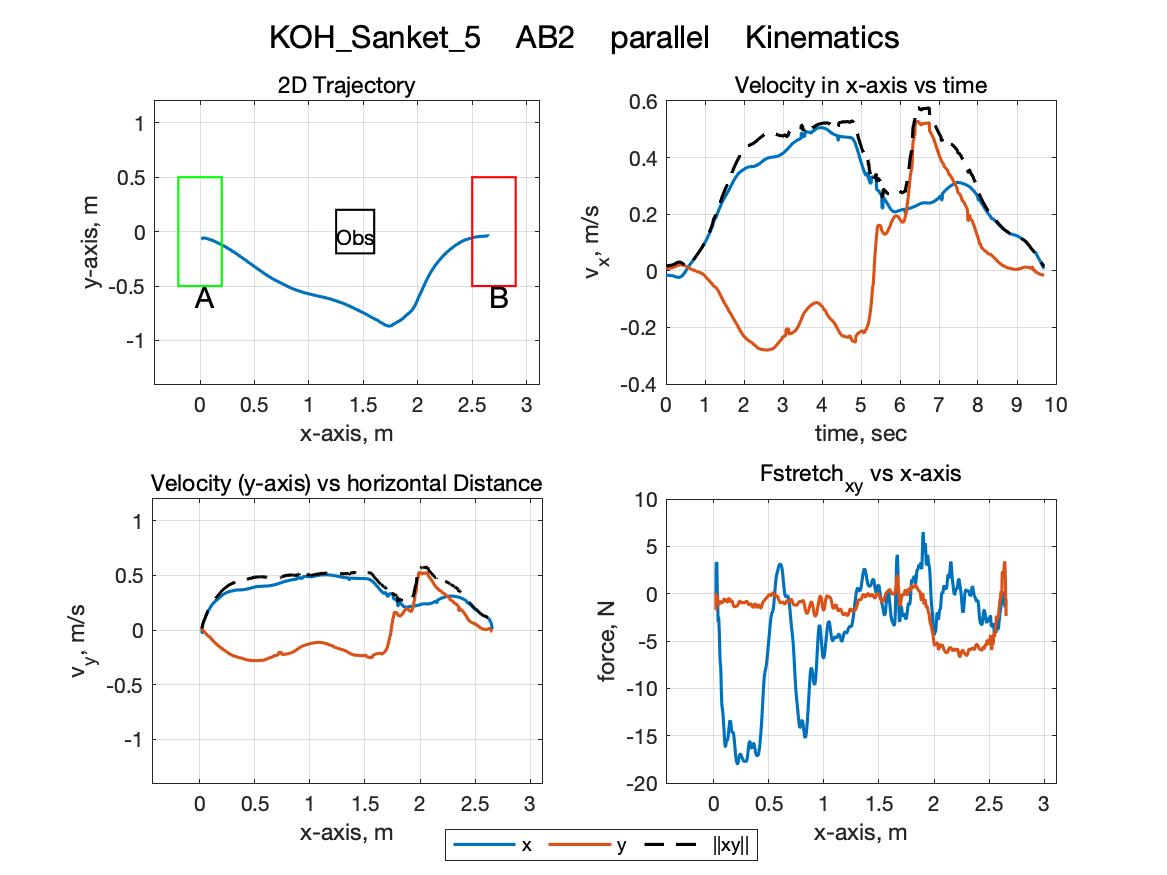 KOH_Sanket_5 AB2 parallel Kinematics
2D Trajectory
1
0.5
0
-0.5
-1
y-axis, m
Obs
A
B
0 0.5 1 1.5 2 2.5 3
x-axis, m
Velocity in x-axis vs time
0.6
0.4
0.2
0
-0.2
-0.4
vx, m/s
0 1 2 3 4 5 6 7 8 9 10
time, sec
Velocity (y-axis) vs horizontal Distance
1
0.5
0
-0.5
-1
vy, m/s
0 0.5 1 1.5 2 2.5 3
x-axis, m
Fstretchxy vs x-axis
10
5
0
-5
-10
-15
-20
force, N
0 0.5 1 1.5 2 2.5 3
x-axis, m
x y ||xy||